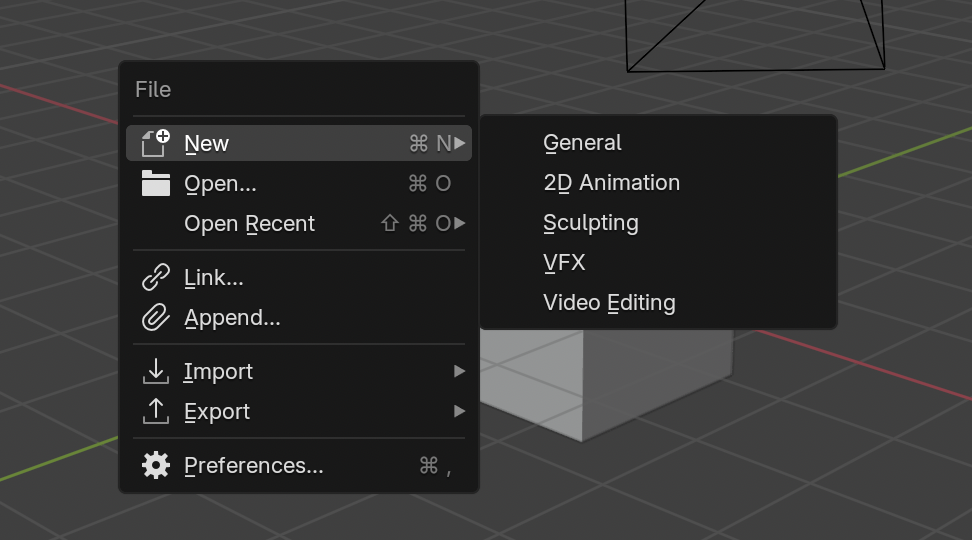 File
New ⌘ N
Open... ⌘ O
Open Recent ⇧ ⌘ O
Link...
Append...
Import
Export
Preferences... ⌘ ,
General
2D Animation
Sculpting
VFX
Video Editing